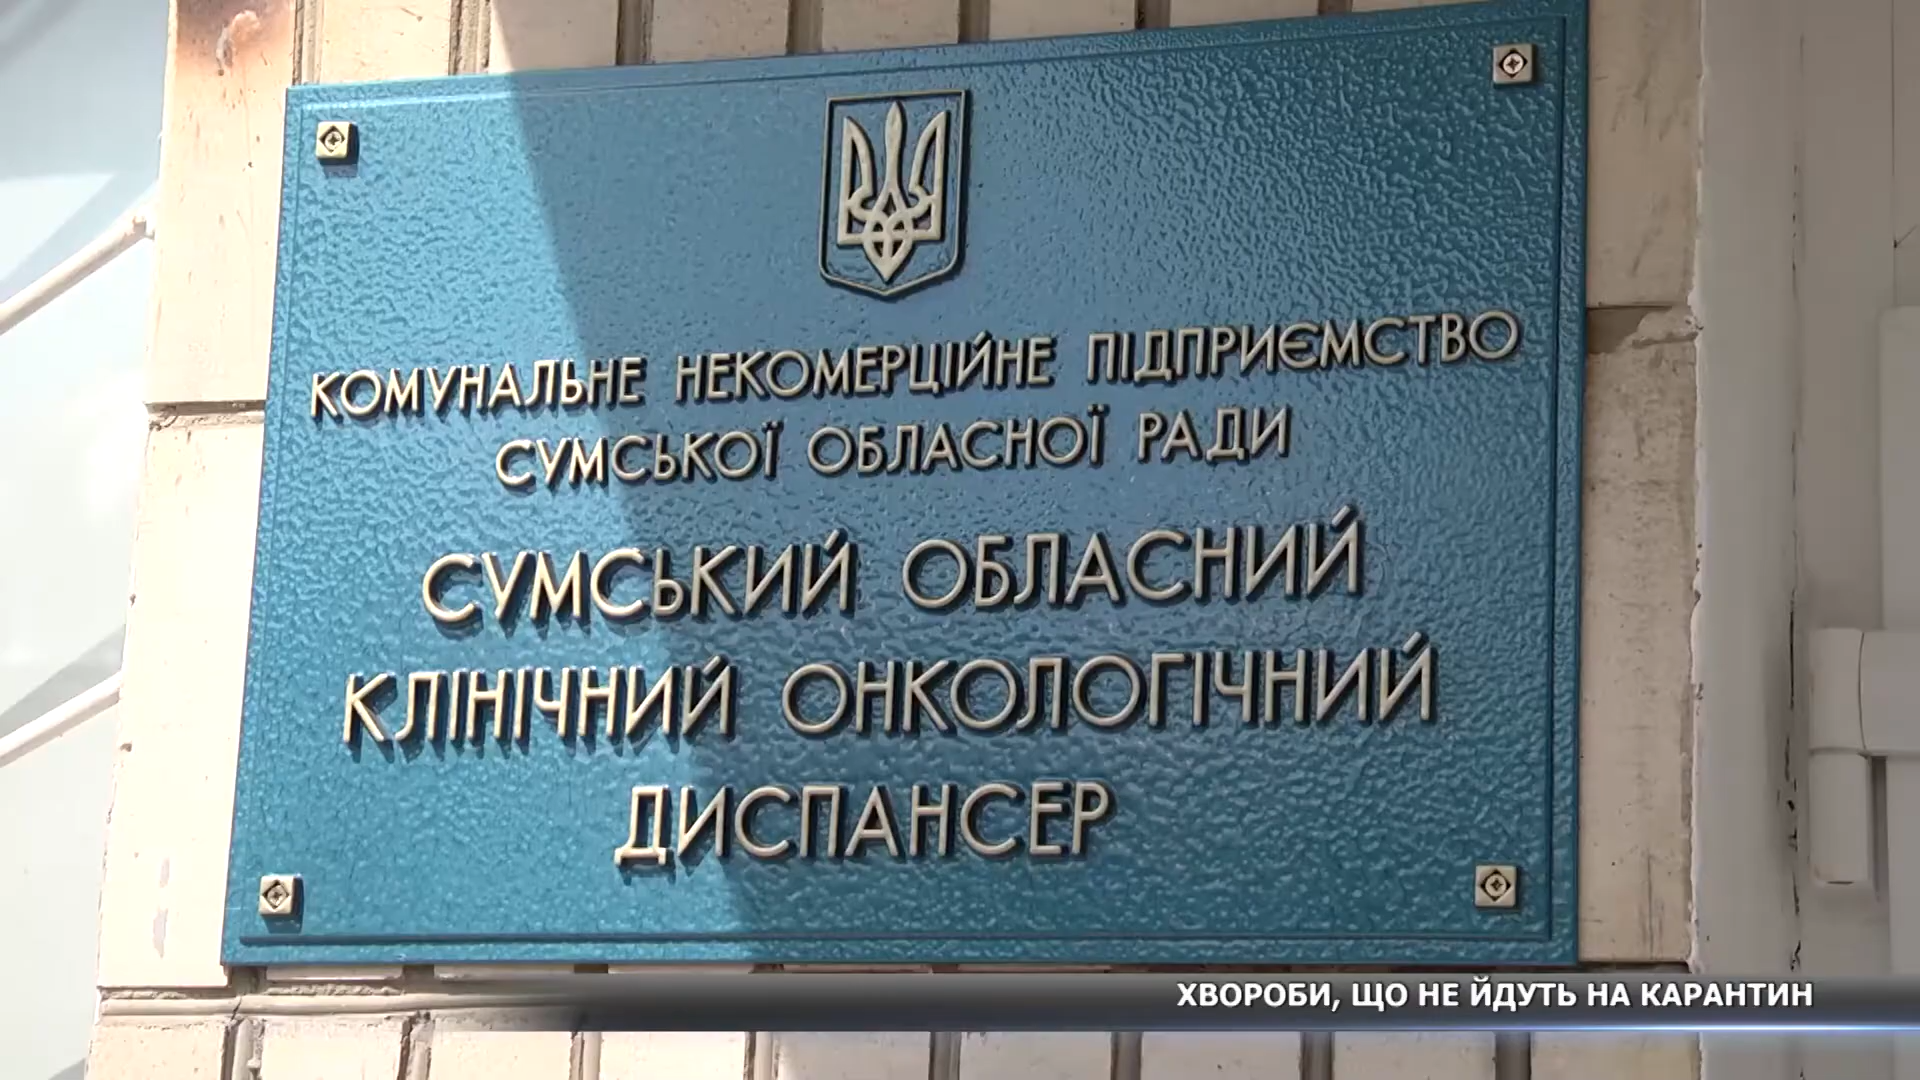 КОМУНАЛЬНЕ НЕКОМЕРЦІЙНЕ ПІДПРИЄМСТВО
СУМСЬКОЇ ОБЛАСНОЇ РАДИ
СУМСЬКИЙ ОБЛАСНИЙ
КЛІНІЧНИЙ ОНКОЛОГІЧНИЙ
ДИСПАНСЕР
ХВОРОБИ, ЩО НЕ ЙДУТЬ НА КАРАНТИН